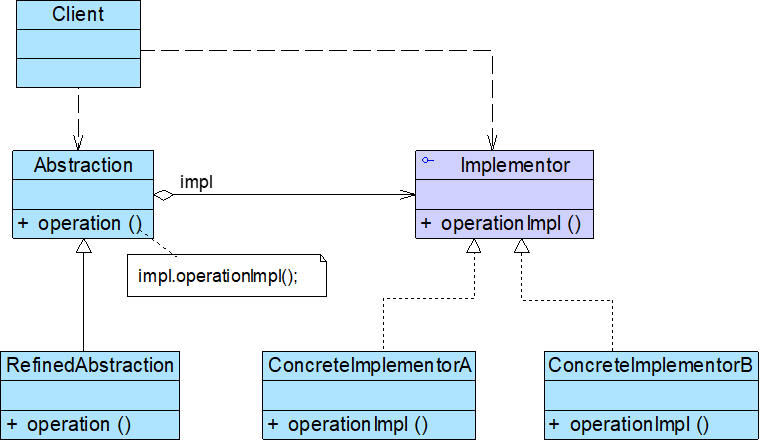 Client
Abstraction
+ operation ()
impl
Implementor
+ operationImpl ()
impl.operationImpl();
RefinedAbstraction
+ operation ()
ConcreteImplementorA
+ operationImpl ()
ConcreteImplementorB
+ operationImpl ()